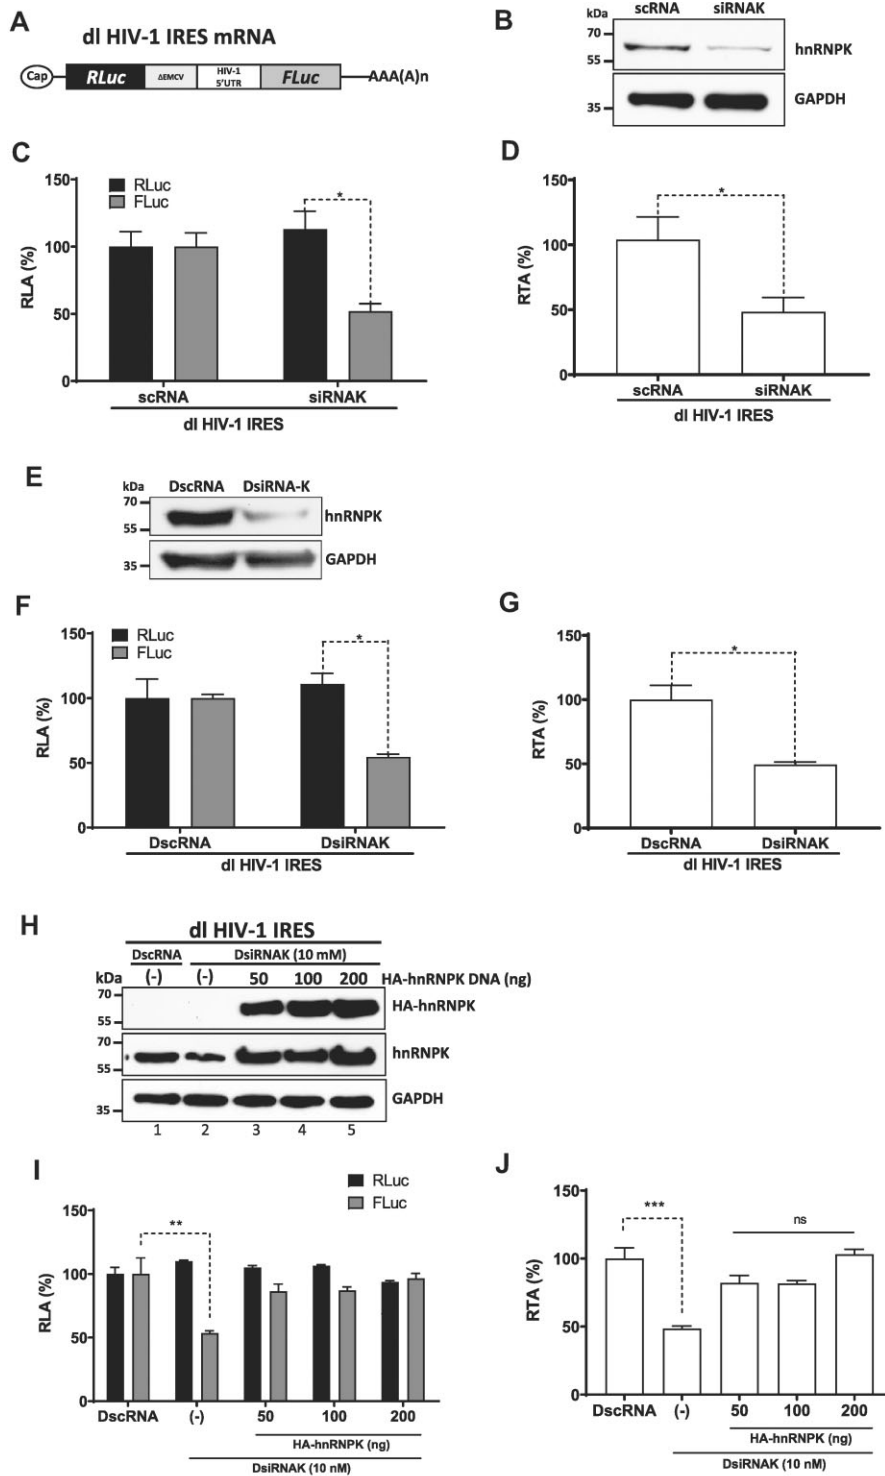 A
dl HIV-1 IRES mRNA
Cap
RLuc
ΔEMCV
HIV-1
5'UTR
FLuc
AAA(A)n
B
kDa
scRNA
siRNAK
70
55
hnRNPK
35
GAPDH
C
RLuc
FLuc
*
150
100
50
0
RLA (%)
scRNA
siRNAK
dl HIV-1 IRES
D
*
150
100
50
0
RTA (%)
scRNA
siRNAK
dl HIV-1 IRES
E
kDa
DscRNA
DsiRNA-K
70
55
hnRNPK
35
GAPDH
F
RLuc
FLuc
*
150
100
50
0
RLA (%)
DscRNA
DsiRNAK
dl HIV-1 IRES
G
*
150
100
50
0
RTA (%)
DscRNA
DsiRNAK
dl HIV-1 IRES
H
dl HIV-1 IRES
DscRNA
DsiRNAK (10 mM)
kDa
(-)
(-)
50
100
200
HA-hnRNPK DNA (ng)
70
55
HA-hnRNPK
70
55
hnRNPK
35
GAPDH
1
2
3
4
5
I
RLuc
FLuc
**
150
100
50
0
RLA (%)
DscRNA
(-)
50
100
200
HA-hnRNPK (ng)
DsiRNAK (10 nM)
J
***
ns
150
100
50
0
RTA (%)
DscRNA
(-)
50
100
200
HA-hnRNPK (ng)
DsiRNAK (10 nM)